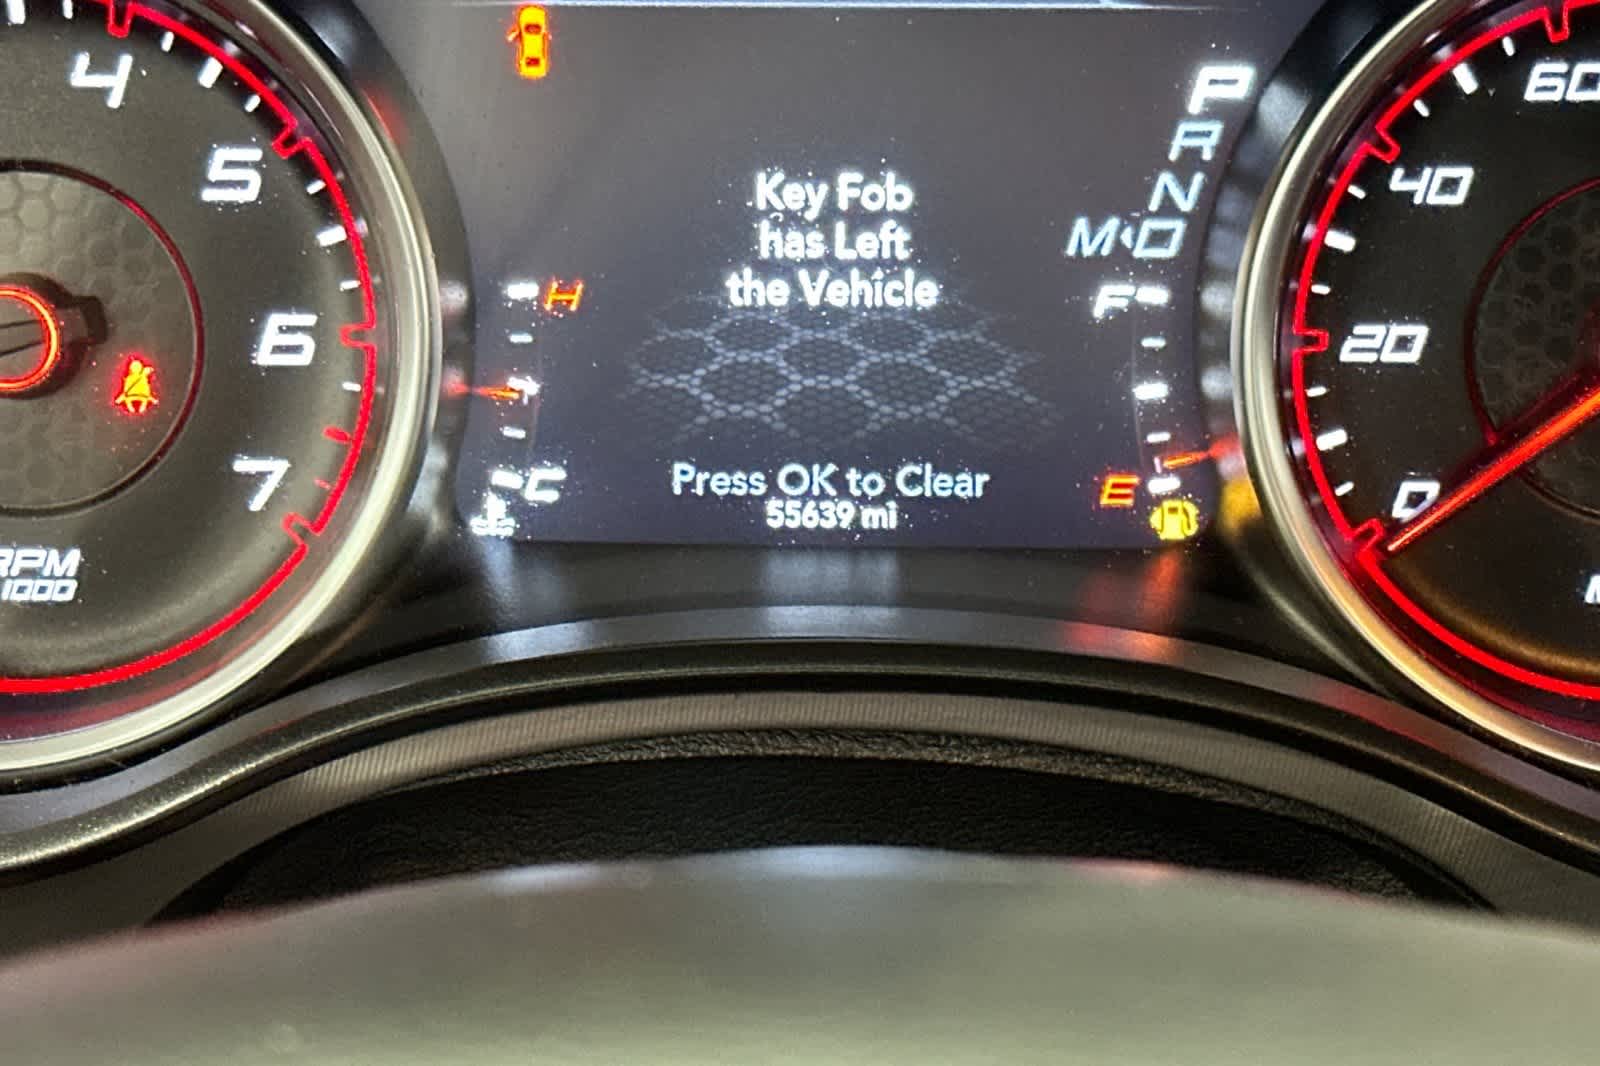 4
5
6
7
RPM
1000
H
C
Key Fob
has Left
the Vehicle
Press OK to Clear
55639 mi
P
R
N
M D
F
E
60
40
20
0